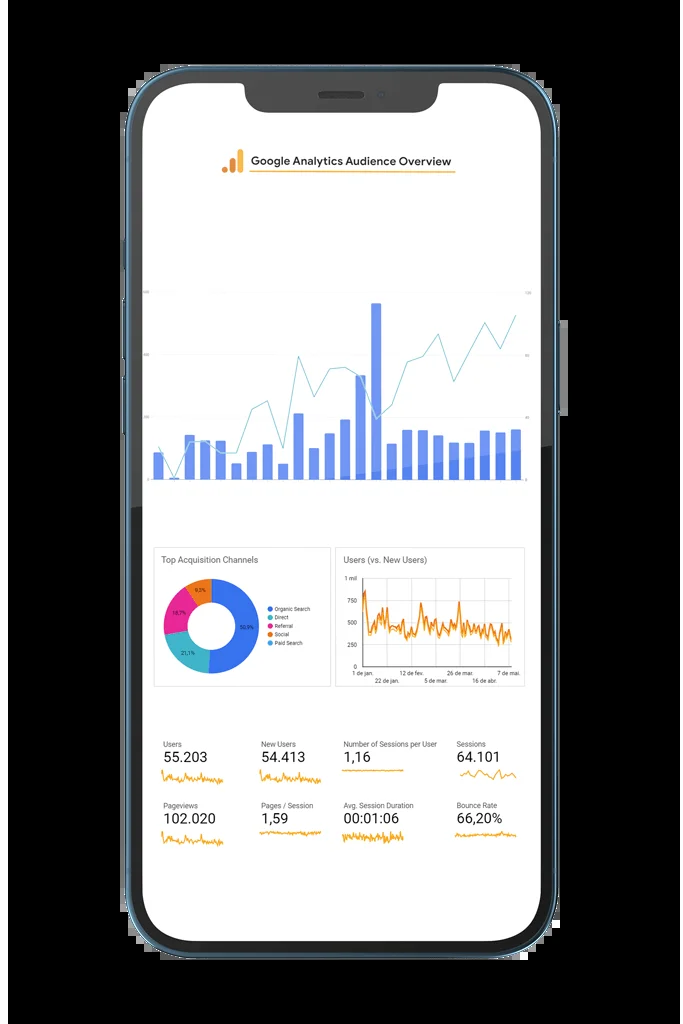 Google Analytics Audience Overview
Top Acquisition Channels
50,9%
21,1%
18,7%
9,3%
Organic Search
Direct
Referral
Social
Paid Search
Users (vs. New Users)
1 mil
750
500
250
0
1 de jan.
12 de fev.
26 de mar.
7 de mai.
22 de jan.
5 de mar.
16 de abr.
Users
New Users
Number of Sessions per User
Sessions
55.203
54.413
1,16
64.101
Pageviews
Pages / Session
Avg. Session Duration
Bounce Rate
102.020
1,59
00:01:06
66,20%